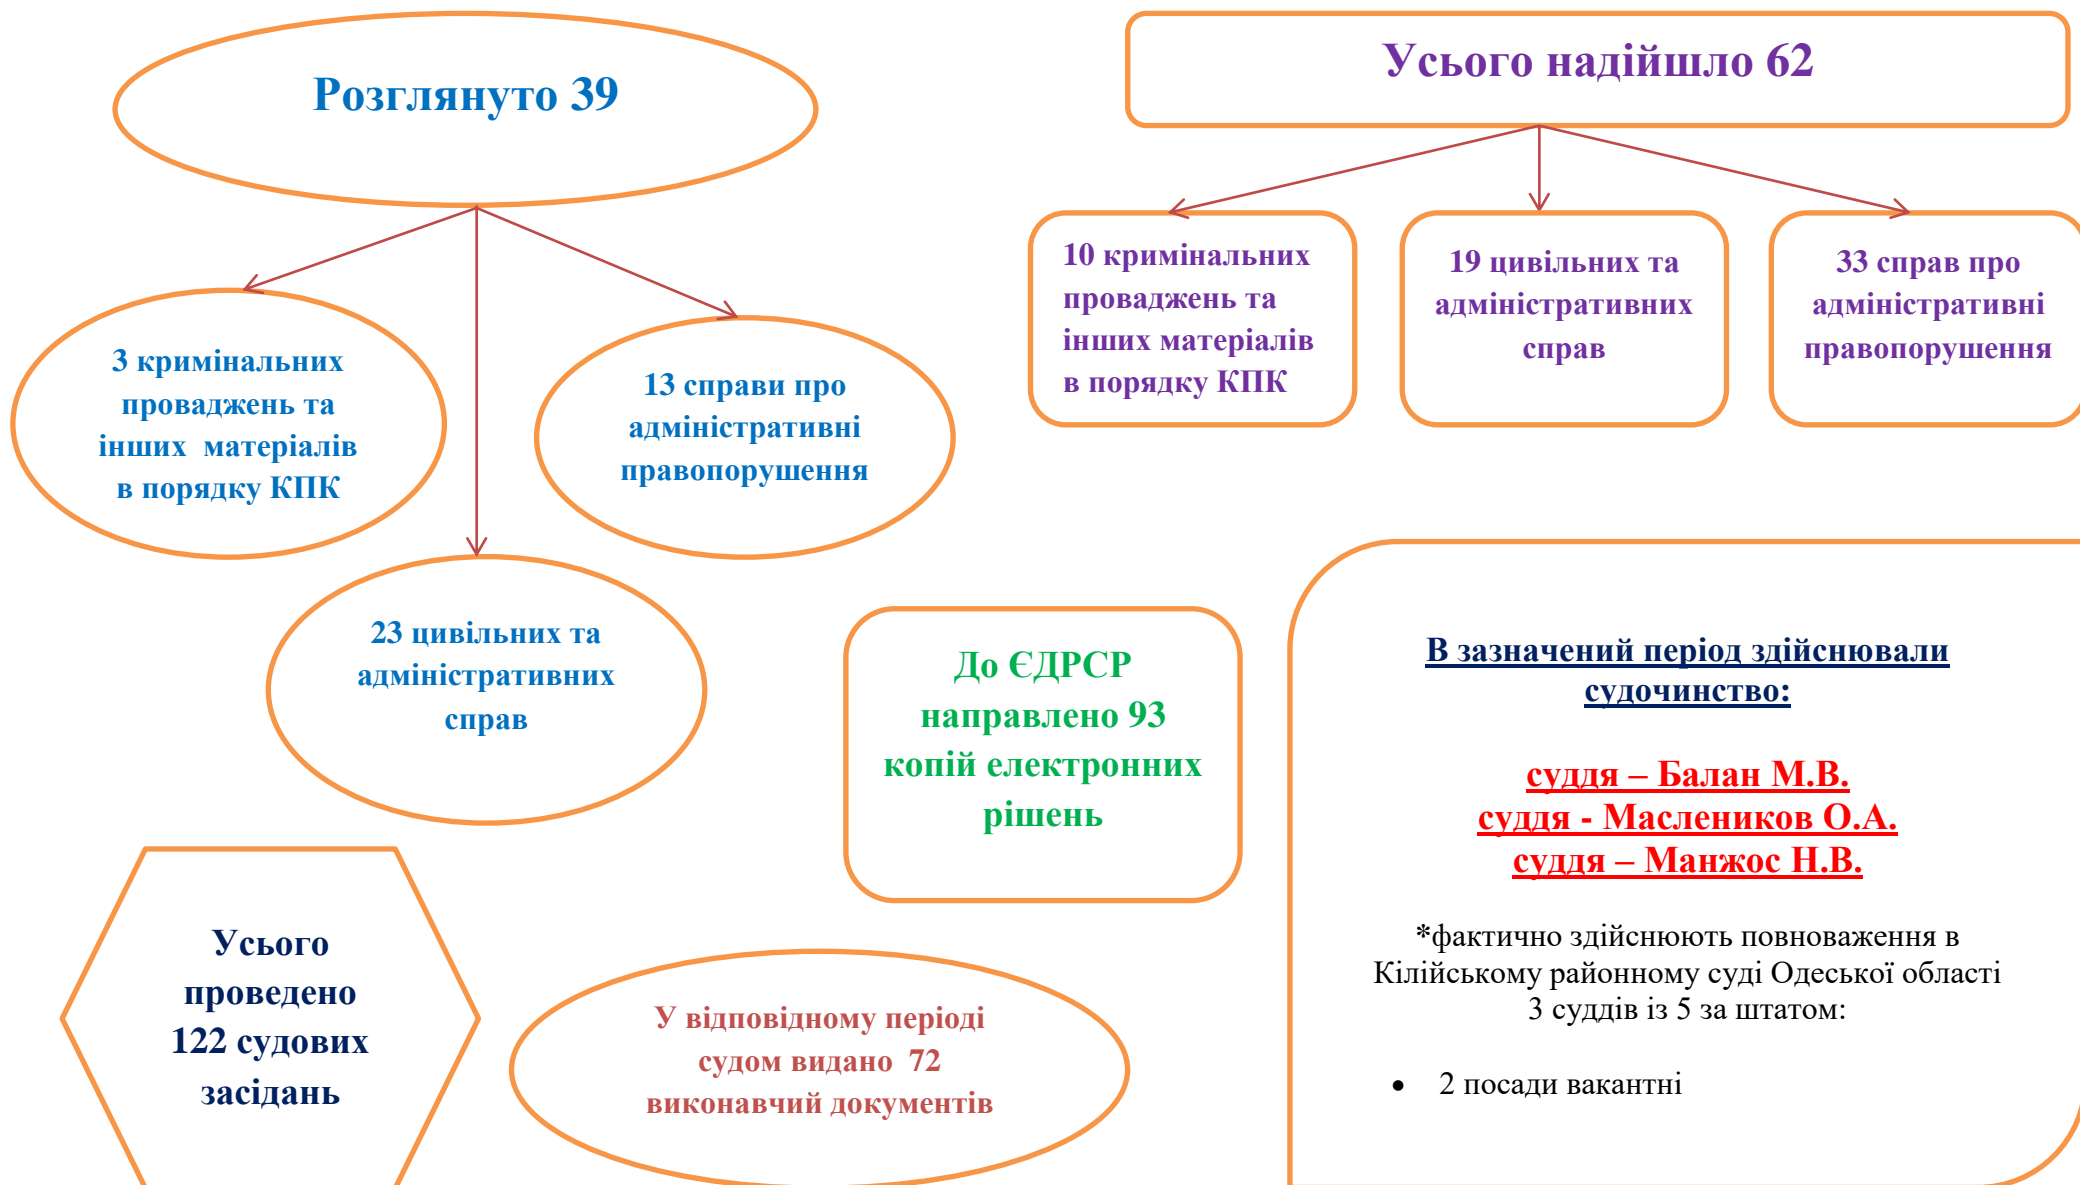 Розглянуто 39
3 кримінальних
проваджень та
інших  матеріалів
в порядку КПК
13 справи про
адміністративні
правопорушення
23 цивільних та
адміністративних
справ
Усього надійшло 62
10 кримінальних
проваджень та
інших матеріалів
в порядку КПК
19 цивільних та
адміністративних
справ
33 справ про
адміністративні
правопорушення
До ЄДРСР
направлено 93
копій електронних
рішень
В зазначений період здійснювали
судочинство:
суддя – Балан М.В.
суддя - Маслеников О.А.
суддя – Манжос Н.В.
*фактично здійснюють повноваження в
Кілійському районному суді Одеської області
3 суддів із 5 за штатом:
• 2 посади вакантні
Усього
проведено
122 судових
засідань
У відповідному періоді
судом видано  72
виконавчий документів